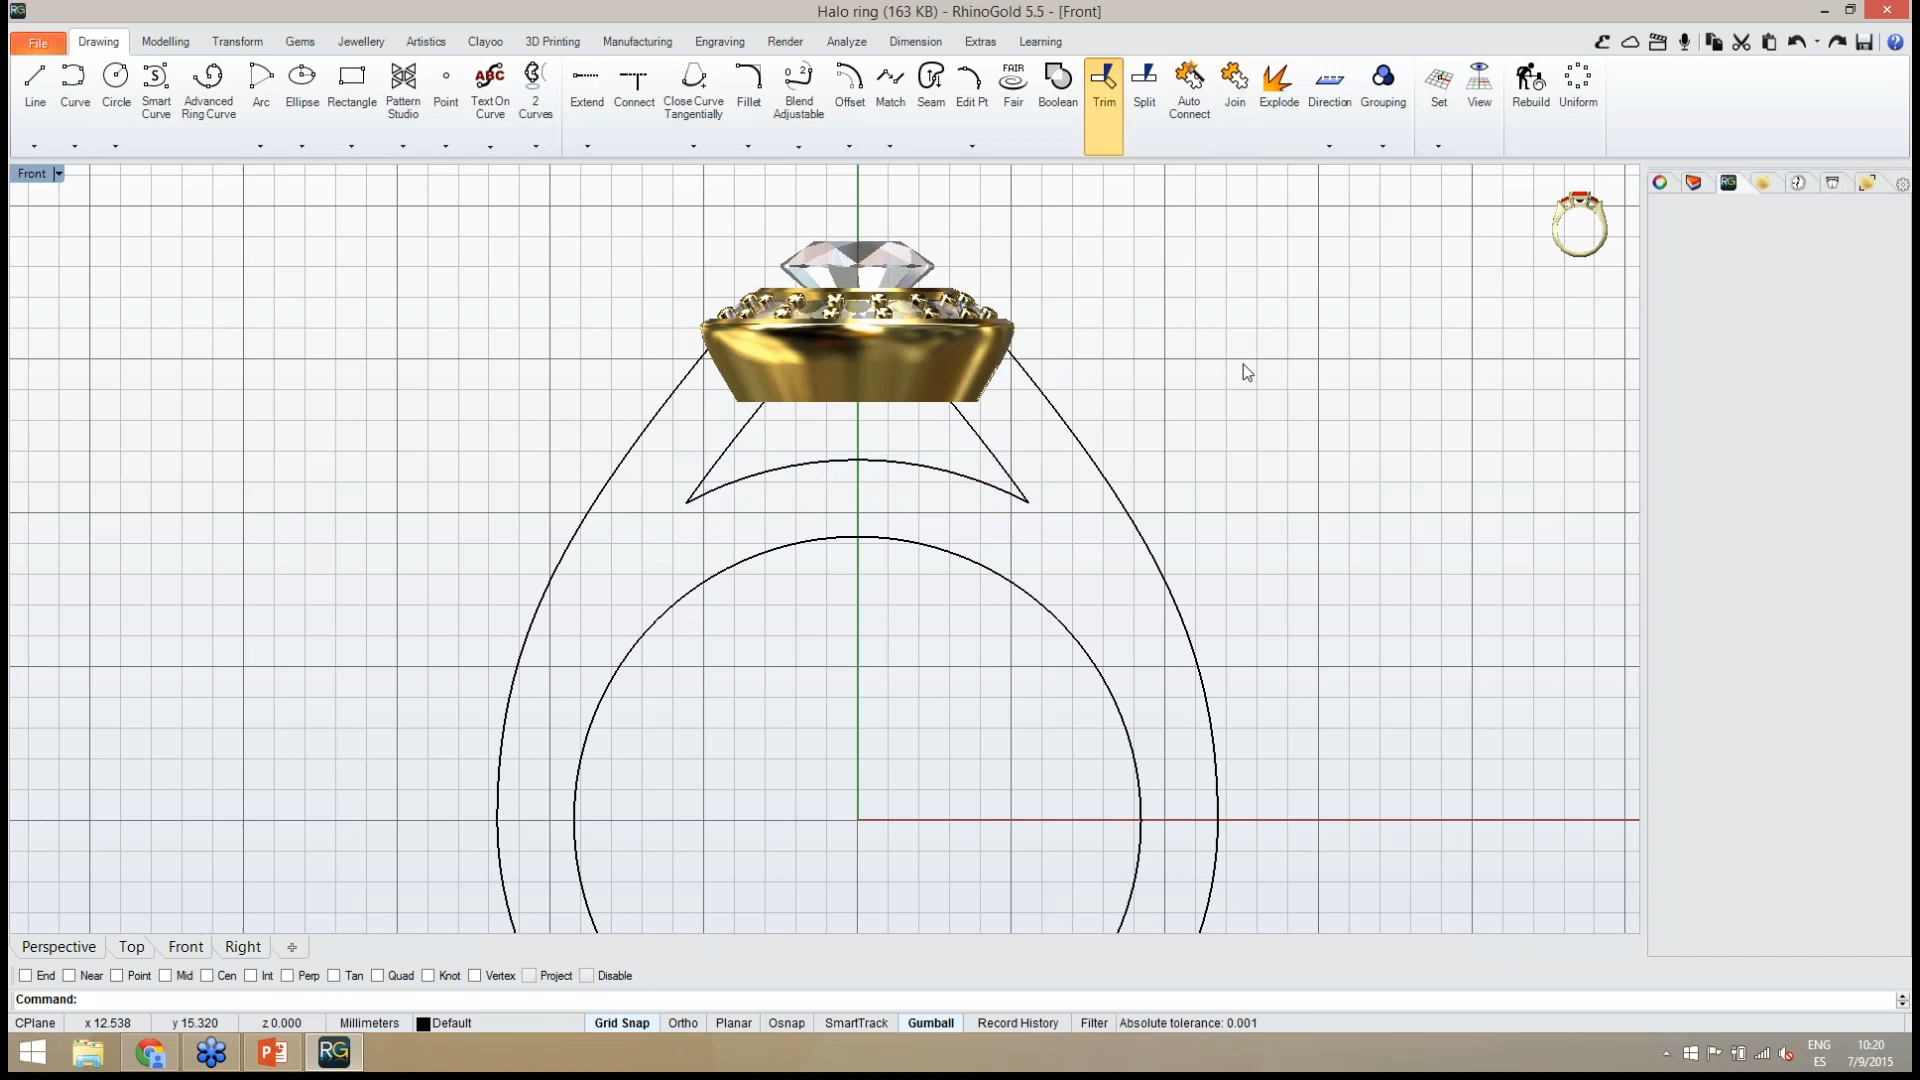 RG
Halo ring (163 KB) - RhinoGold 5.5 - [Front]
File Drawing Modelling Transform Gems Jewellery Artistics Clayoo 3D Printing Manufacturing Engraving Render Analyze Dimension Extras Learning
Line Curve Circle Smart Curve Advanced Ring Curve Arc Ellipse Rectangle Pattern Studio Point Text On Curve 2 Curves Extend Connect Close Curve Tangentially Fillet Blend Adjustable Offset Match Seam Edit Pt Fair Boolean Trim Split Auto Connect Join Explode Direction Grouping Set View Rebuild Uniform
Front
Perspective Top Front Right
End Near Point Mid Cen Int Perp Tan Quad Knot Vertex Project Disable
Command:
CPlane x 12.538 y 15.320 z 0.000 Millimeters Default Grid Snap Ortho Planar Osnap SmartTrack Gumball Record History Filter Absolute tolerance: 0.001
RG
ENG
ES
10:20
7/9/2015